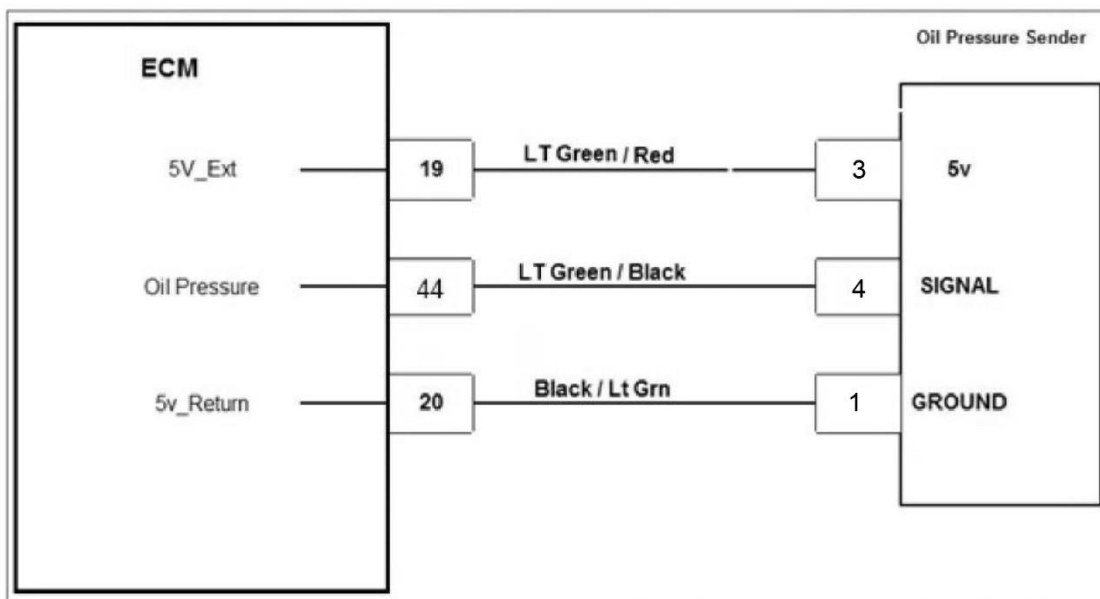 Oil Pressure Sender
ECM
5V_Ext 19 LT Green / Red 3 5v
Oil Pressure 44 LT Green / Black 4 SIGNAL
5v_Return 20 Black / Lt Grn 1 GROUND